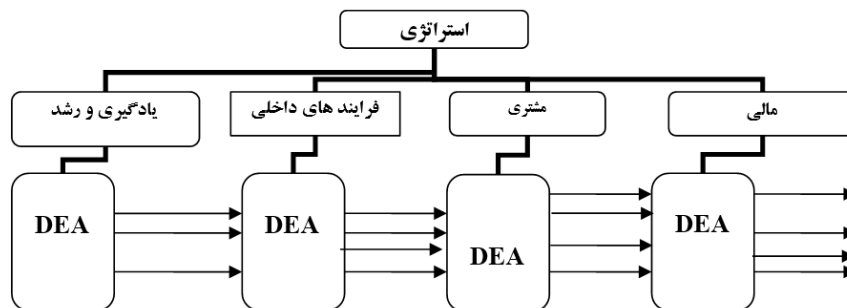 استراتژی
یادگیری و رشد
فرایند های داخلی
مشتری
مالی
DEA
DEA
DEA
DEA